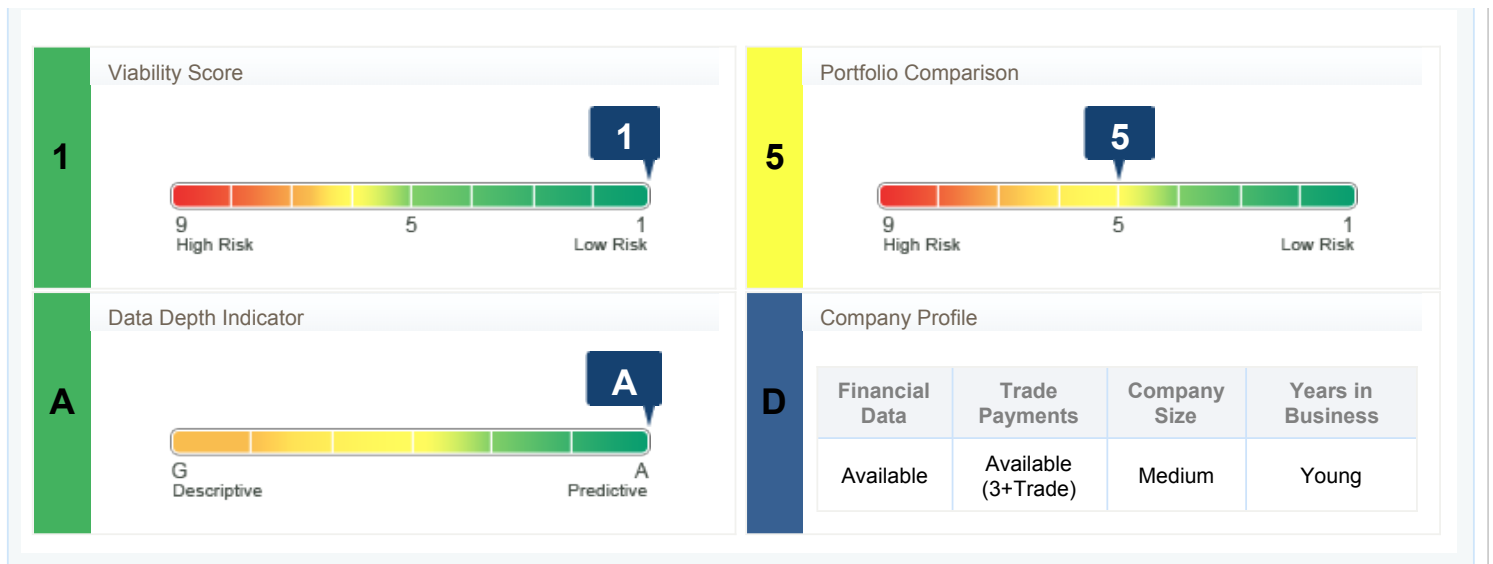 Viability Score
1
1
9
5
1
High Risk
Low Risk
Portfolio Comparison
5
5
9
5
1
High Risk
Low Risk
Data Depth Indicator
A
A
G
A
Descriptive
Predictive
Company Profile
D
Financial Data
Trade Payments
Company Size
Years in Business
Available
Available (3+Trade)
Medium
Young